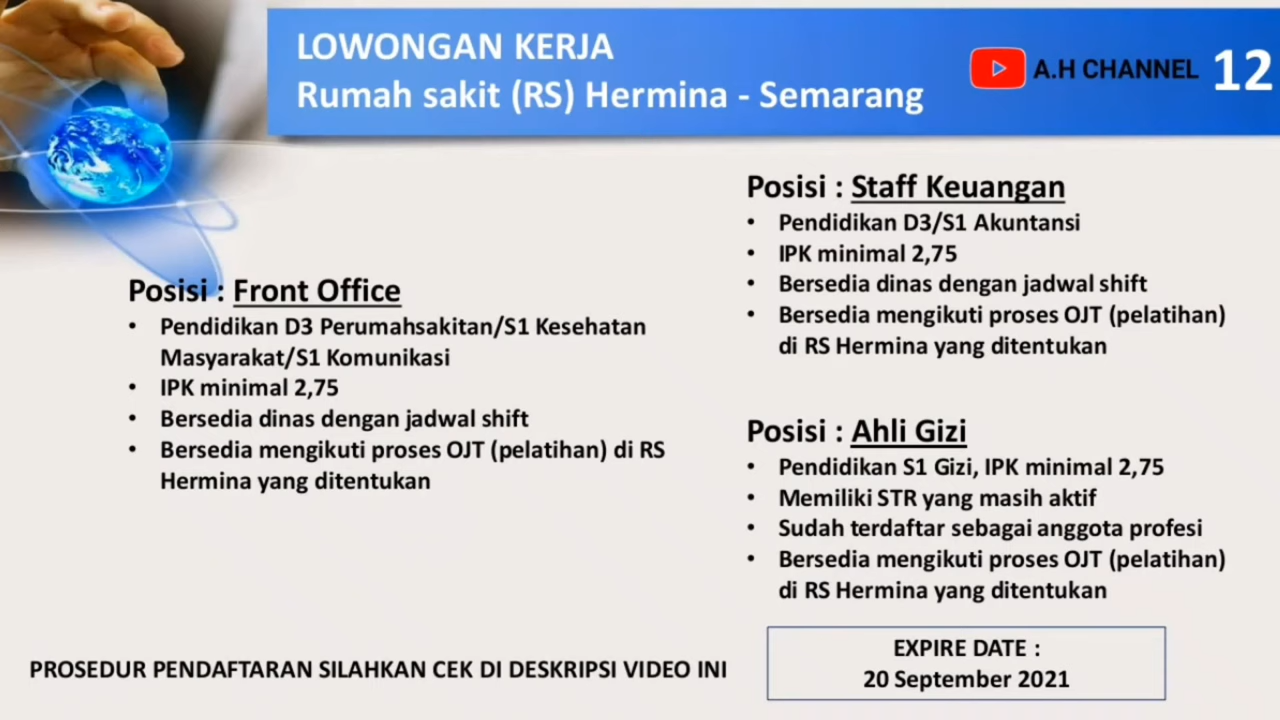 LOWONGAN KERJA
Rumah sakit (RS) Hermina - Semarang
A.H CHANNEL
12
Posisi : Front Office
• Pendidikan D3 Perumahsakitan/S1 Kesehatan
Masyarakat/S1 Komunikasi
• IPK minimal 2,75
• Bersedia dinas dengan jadwal shift
• Bersedia mengikuti proses OJT (pelatihan) di RS
Hermina yang ditentukan
Posisi : Staff Keuangan
• Pendidikan D3/S1 Akuntansi
• IPK minimal 2,75
• Bersedia dinas dengan jadwal shift
• Bersedia mengikuti proses OJT (pelatihan)
di RS Hermina yang ditentukan
Posisi : Ahli Gizi
• Pendidikan S1 Gizi, IPK minimal 2,75
• Memiliki STR yang masih aktif
• Sudah terdaftar sebagai anggota profesi
• Bersedia mengikuti proses OJT (pelatihan)
di RS Hermina yang ditentukan
PROSEDUR PENDAFTARAN SILAHKAN CEK DI DESKRIPSI VIDEO INI
EXPIRE DATE :
20 September 2021